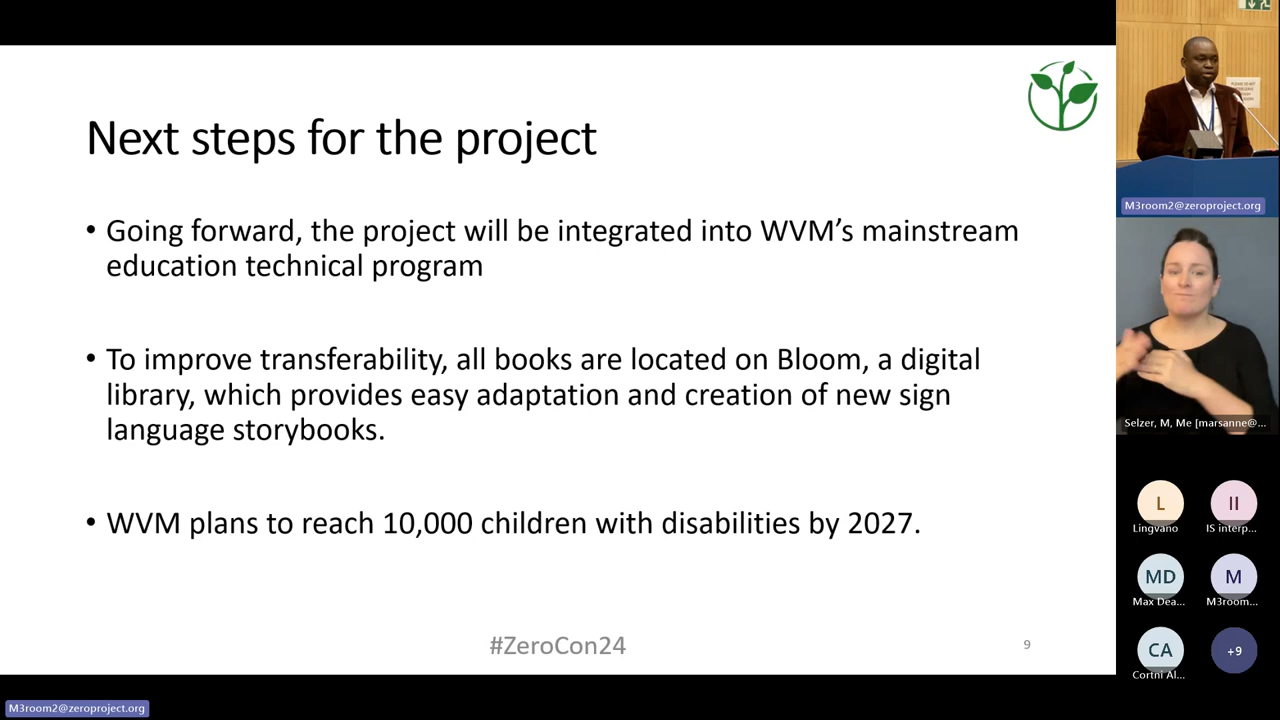 Next steps for the project
• Going forward, the project will be integrated into WVM’s mainstream
education technical program
• To improve transferability, all books are located on Bloom, a digital
library, which provides easy adaptation and creation of new sign
language storybooks.
• WVM plans to reach 10,000 children with disabilities by 2027.
#ZeroCon24
9
M3room2@zeroproject.org
Selzer, M, Me [marsanne@...
L
Lingvano
II
IS interp...
MD
Max Dea...
M
M3room...
CA
Cortni Al...
+9
M3room2@zeroproject.org